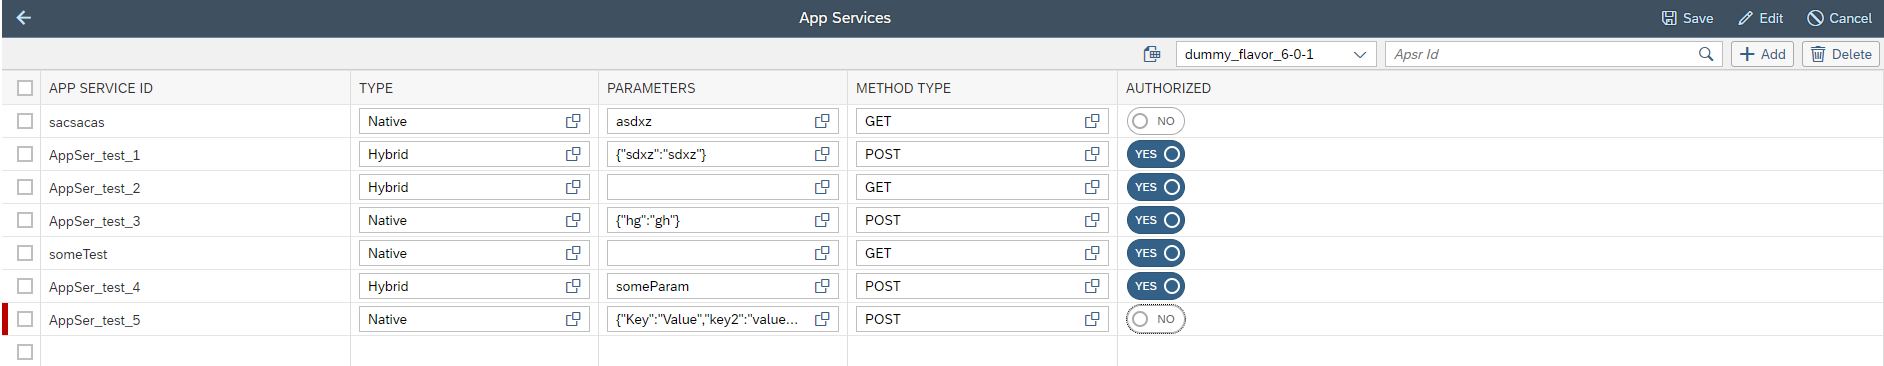 App Services Save Edit Cancel
dummy_flavor_6-0-1 Apsr Id Add Delete
APP SERVICE ID TYPE PARAMETERS METHOD TYPE AUTHORIZED
sacsacas Native asdxz GET NO
AppSer_test_1 Hybrid {"sdxz":"sdxz"} POST YES
AppSer_test_2 Hybrid GET YES
AppSer_test_3 Native {"hg":"gh"} POST YES
someTest Native GET YES
AppSer_test_4 Hybrid someParam POST YES
AppSer_test_5 Native {"Key":"Value","key2":"value... POST NO